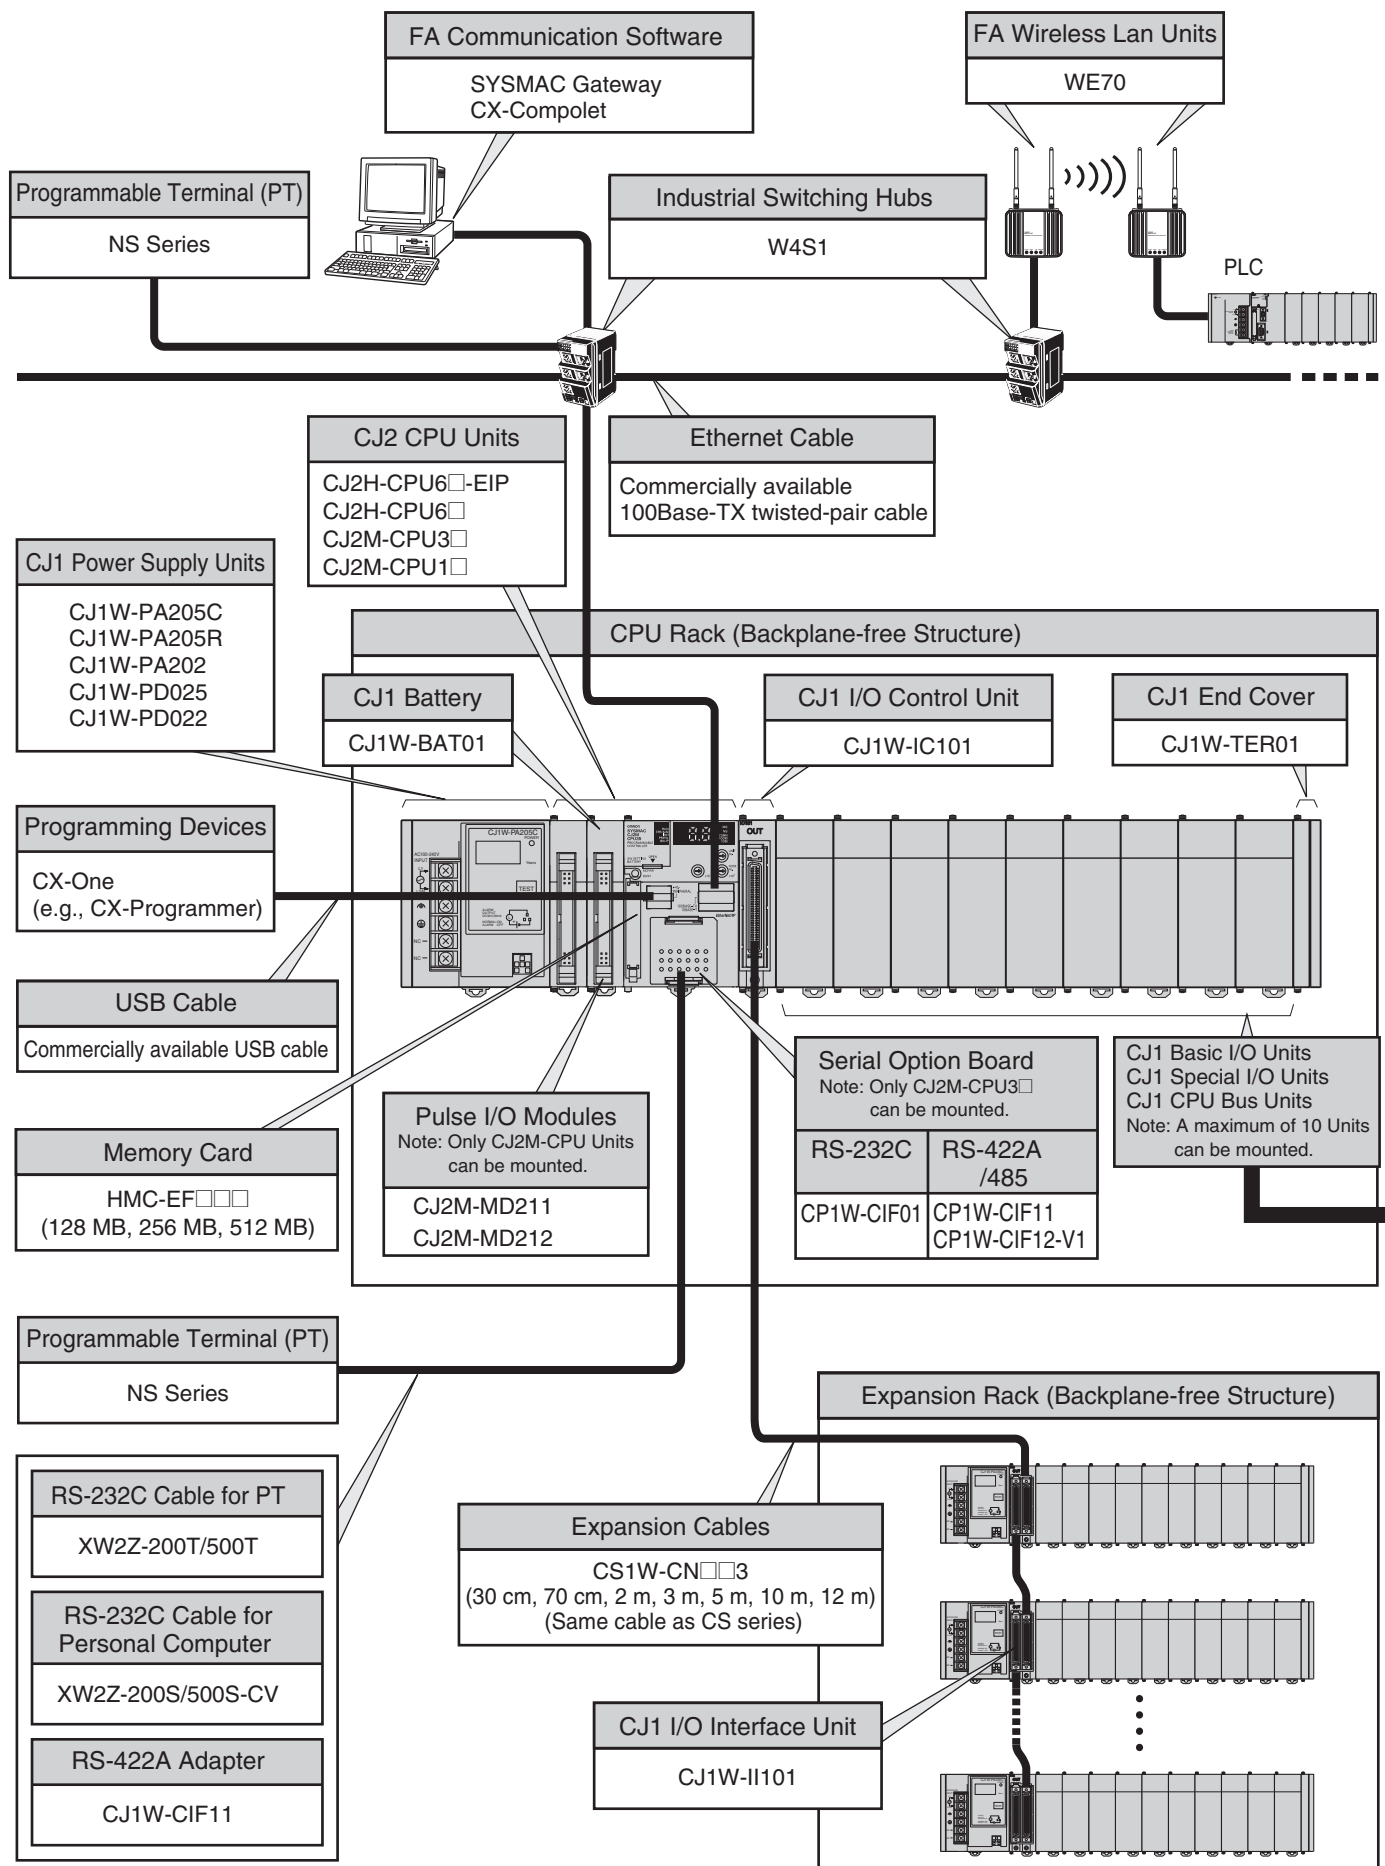 FA Communication Software
SYSMAC Gateway
CX-Compolet
FA Wireless Lan Units
WE70
Programmable Terminal (PT)
NS Series
Industrial Switching Hubs
W4S1
PLC
CJ2 CPU Units
CJ2H-CPU6□-EIP
CJ2H-CPU6□
CJ2M-CPU3□
CJ2M-CPU1□
Ethernet Cable
Commercially available
100Base-TX twisted-pair cable
CJ1 Power Supply Units
CJ1W-PA205C
CJ1W-PA205R
CJ1W-PA202
CJ1W-PD025
CJ1W-PD022
CPU Rack (Backplane-free Structure)
CJ1 Battery
CJ1W-BAT01
CJ1 I/O Control Unit
CJ1W-IC101
CJ1 End Cover
CJ1W-TER01
Programming Devices
CX-One
(e.g., CX-Programmer)
CJ1W-PA205C
POWER
TEST
INPUT
NC
NC
SYSMAC
CJ2M
OUT
USB Cable
Commercially available USB cable
Memory Card
HMC-EF□□□
(128 MB, 256 MB, 512 MB)
Pulse I/O Modules
Note: Only CJ2M-CPU Units
can be mounted.
CJ2M-MD211
CJ2M-MD212
Serial Option Board
Note: Only CJ2M-CPU3□
can be mounted.
RS-232C
RS-422A
/485
CP1W-CIF01
CP1W-CIF11
CP1W-CIF12-V1
CJ1 Basic I/O Units
CJ1 Special I/O Units
CJ1 CPU Bus Units
Note: A maximum of 10 Units
can be mounted.
Programmable Terminal (PT)
NS Series
RS-232C Cable for PT
XW2Z-200T/500T
RS-232C Cable for
Personal Computer
XW2Z-200S/500S-CV
RS-422A Adapter
CJ1W-CIF11
Expansion Cables
CS1W-CN□□3
(30 cm, 70 cm, 2 m, 3 m, 5 m, 10 m, 12 m)
(Same cable as CS series)
Expansion Rack (Backplane-free Structure)
CJ1 I/O Interface Unit
CJ1W-II101